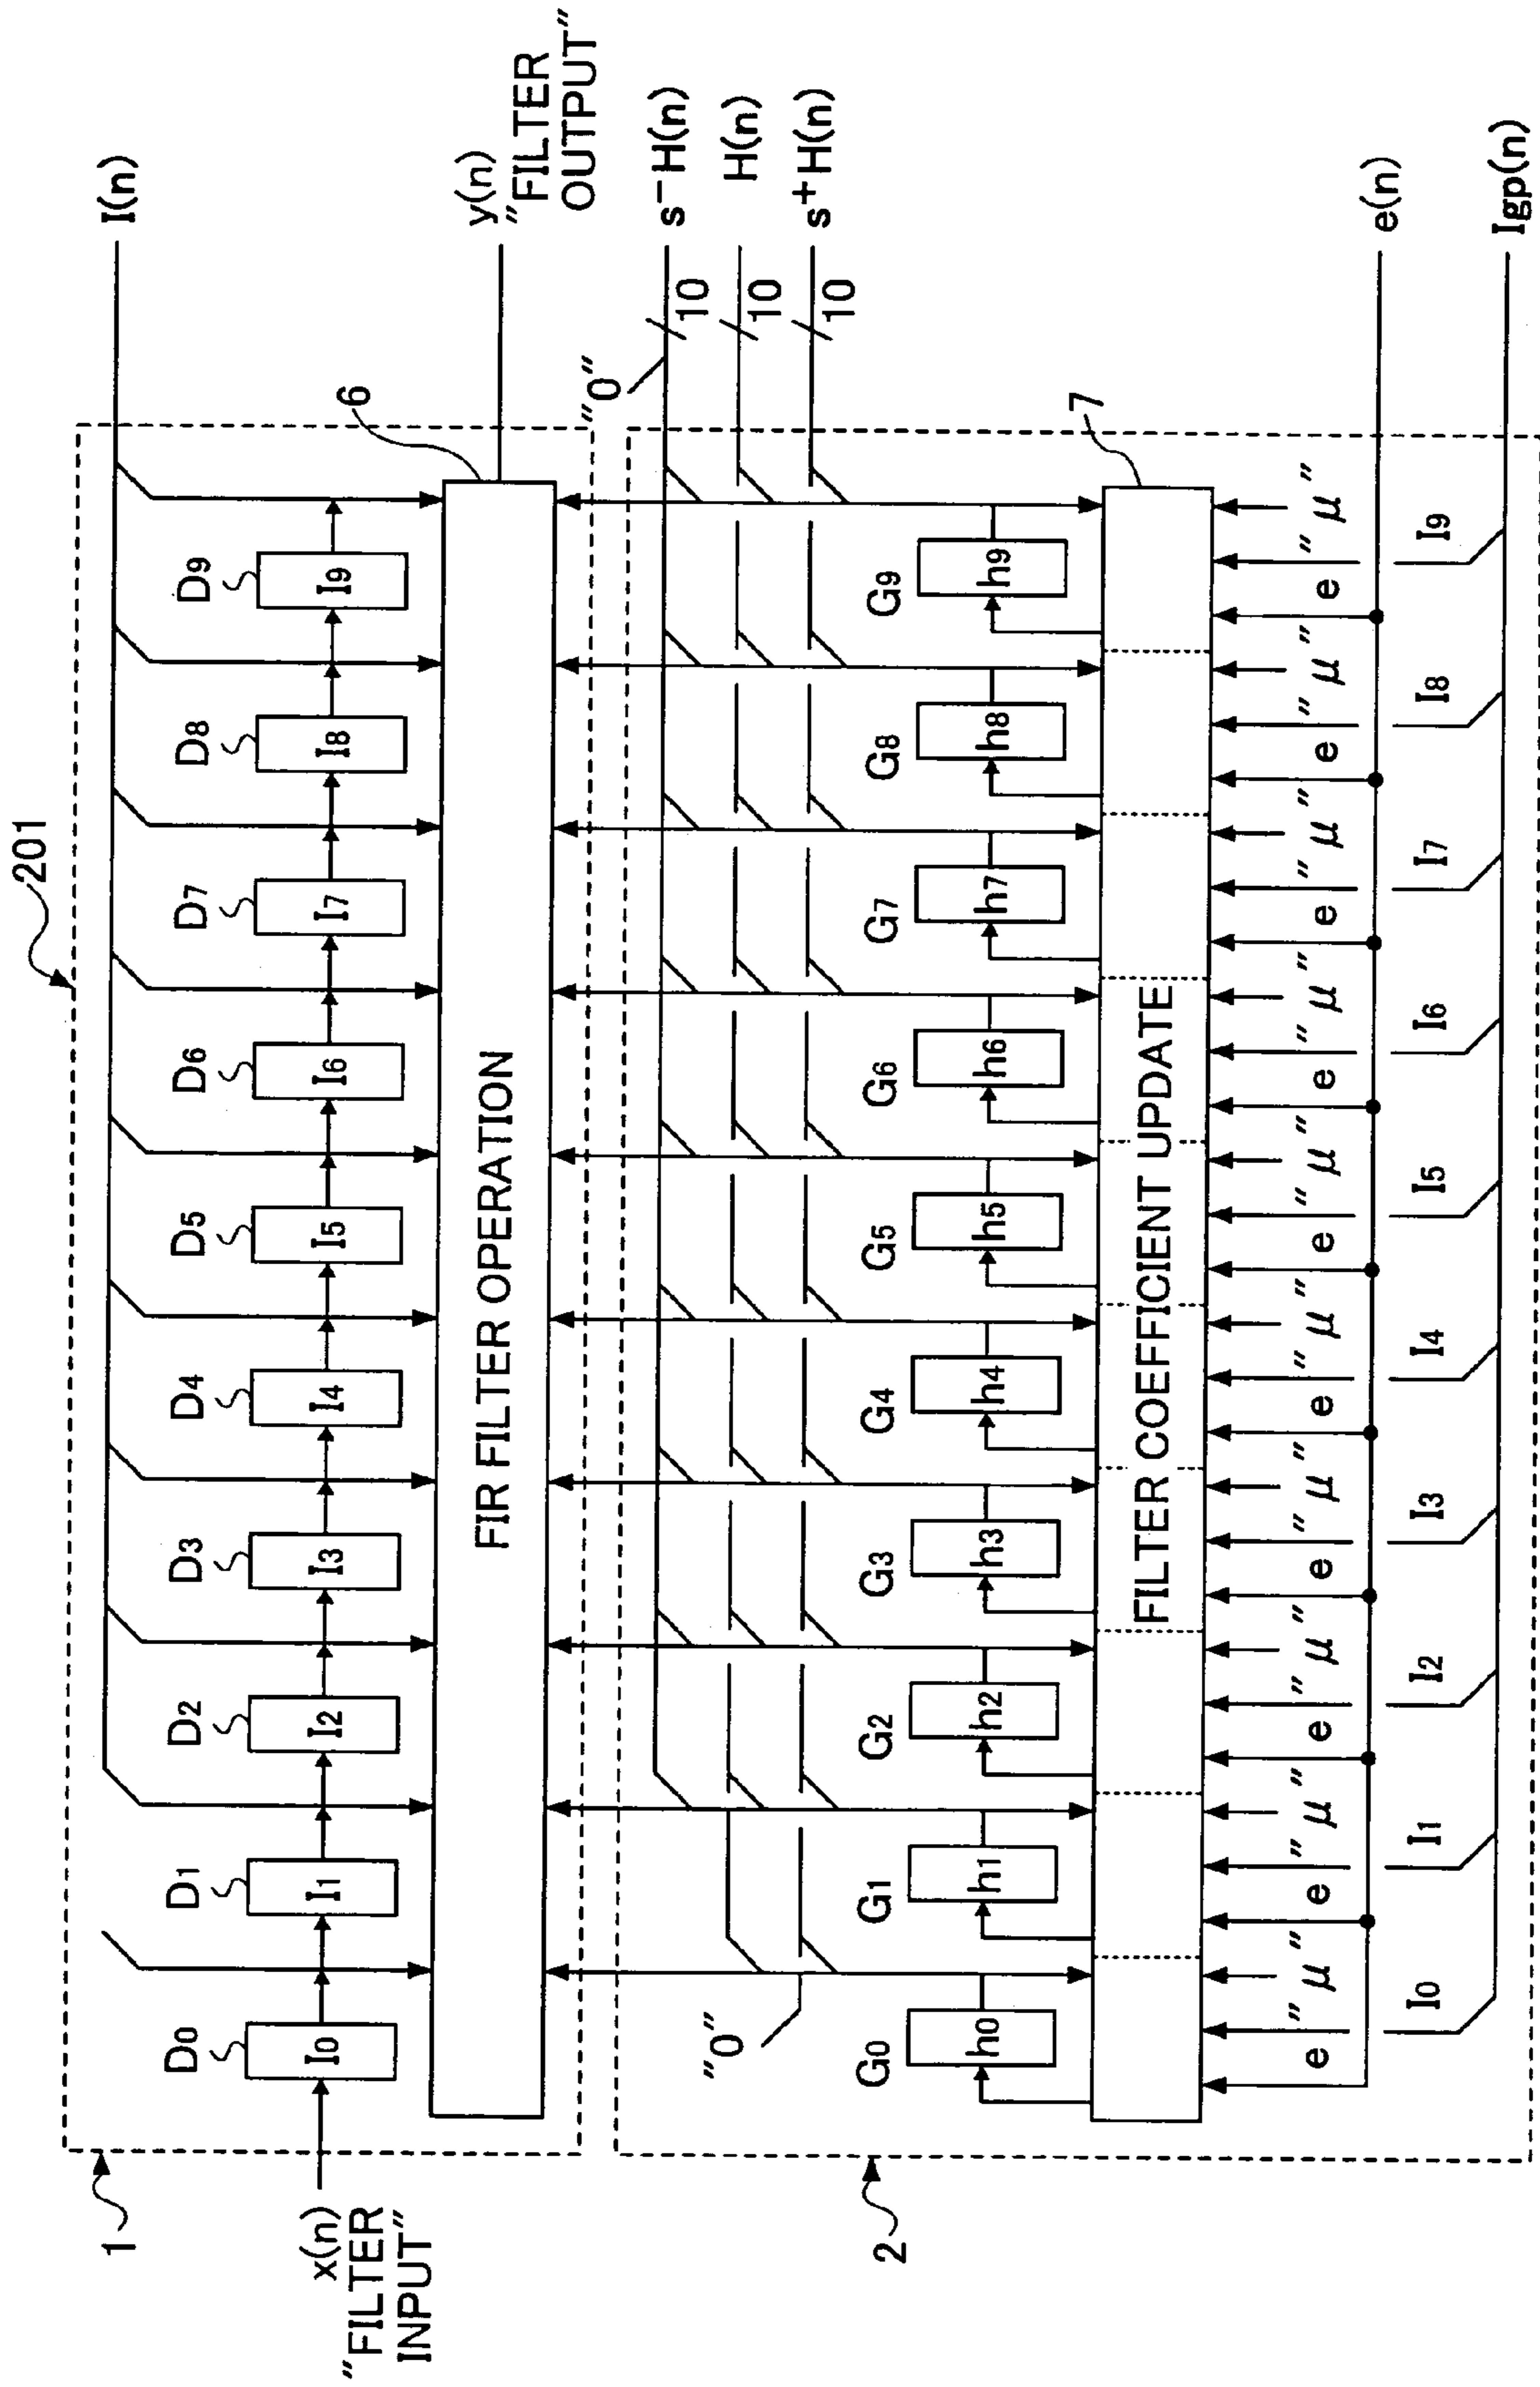 201
1
I(n)
D0 D1 D2 D3 D4 D5 D6 D7 D8 D9
x(n)
"FILTER
INPUT"
I0 I1 I2 I3 I4 I5 I6 I7 I8 I9
6
FIR FILTER OPERATION
y(n)
"FILTER
OUTPUT"
"0"
s-H(n)
10
H(n)
10
s+H(n)
10
"0"
2
G0 G1 G2 G3 G4 G5 G6 G7 G8 G9
h0 h1 h2 h3 h4 h5 h6 h7 h8 h9
7
FILTER COEFFICIENT UPDATE
e "μ" e "μ" e "μ" e "μ" e "μ" e "μ" e "μ" e "μ" e "μ" e "μ"
e(n)
I0 I1 I2 I3 I4 I5 I6 I7 I8 I9
Igp(n)